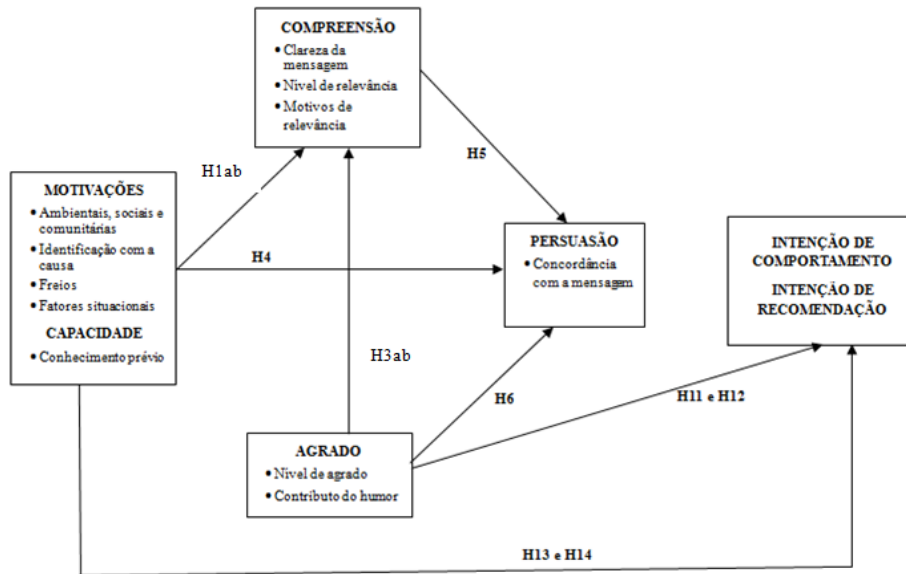 COMPREENSÃO
• Clareza da
mensagem
• Nivel de relevância
• Motivos de
relevância
H1ab
H5
MOTIVAÇÕES
• Ambientais, sociais e
comunitárias
• Identificação com a
causa
• Freios
• Fatores situacionais
CAPACIDADE
• Conhecimento prévio
H4
PERSUASÃO
• Concordância
com a mensagem
INTENÇÃO DE
COMPORTAMENTO
INTENÇÃO DE
RECOMENDAÇÃO
H3ab
H6
H11 e H12
AGRADO
• Nivel de agrado
• Contributo do humor
H13 e H14